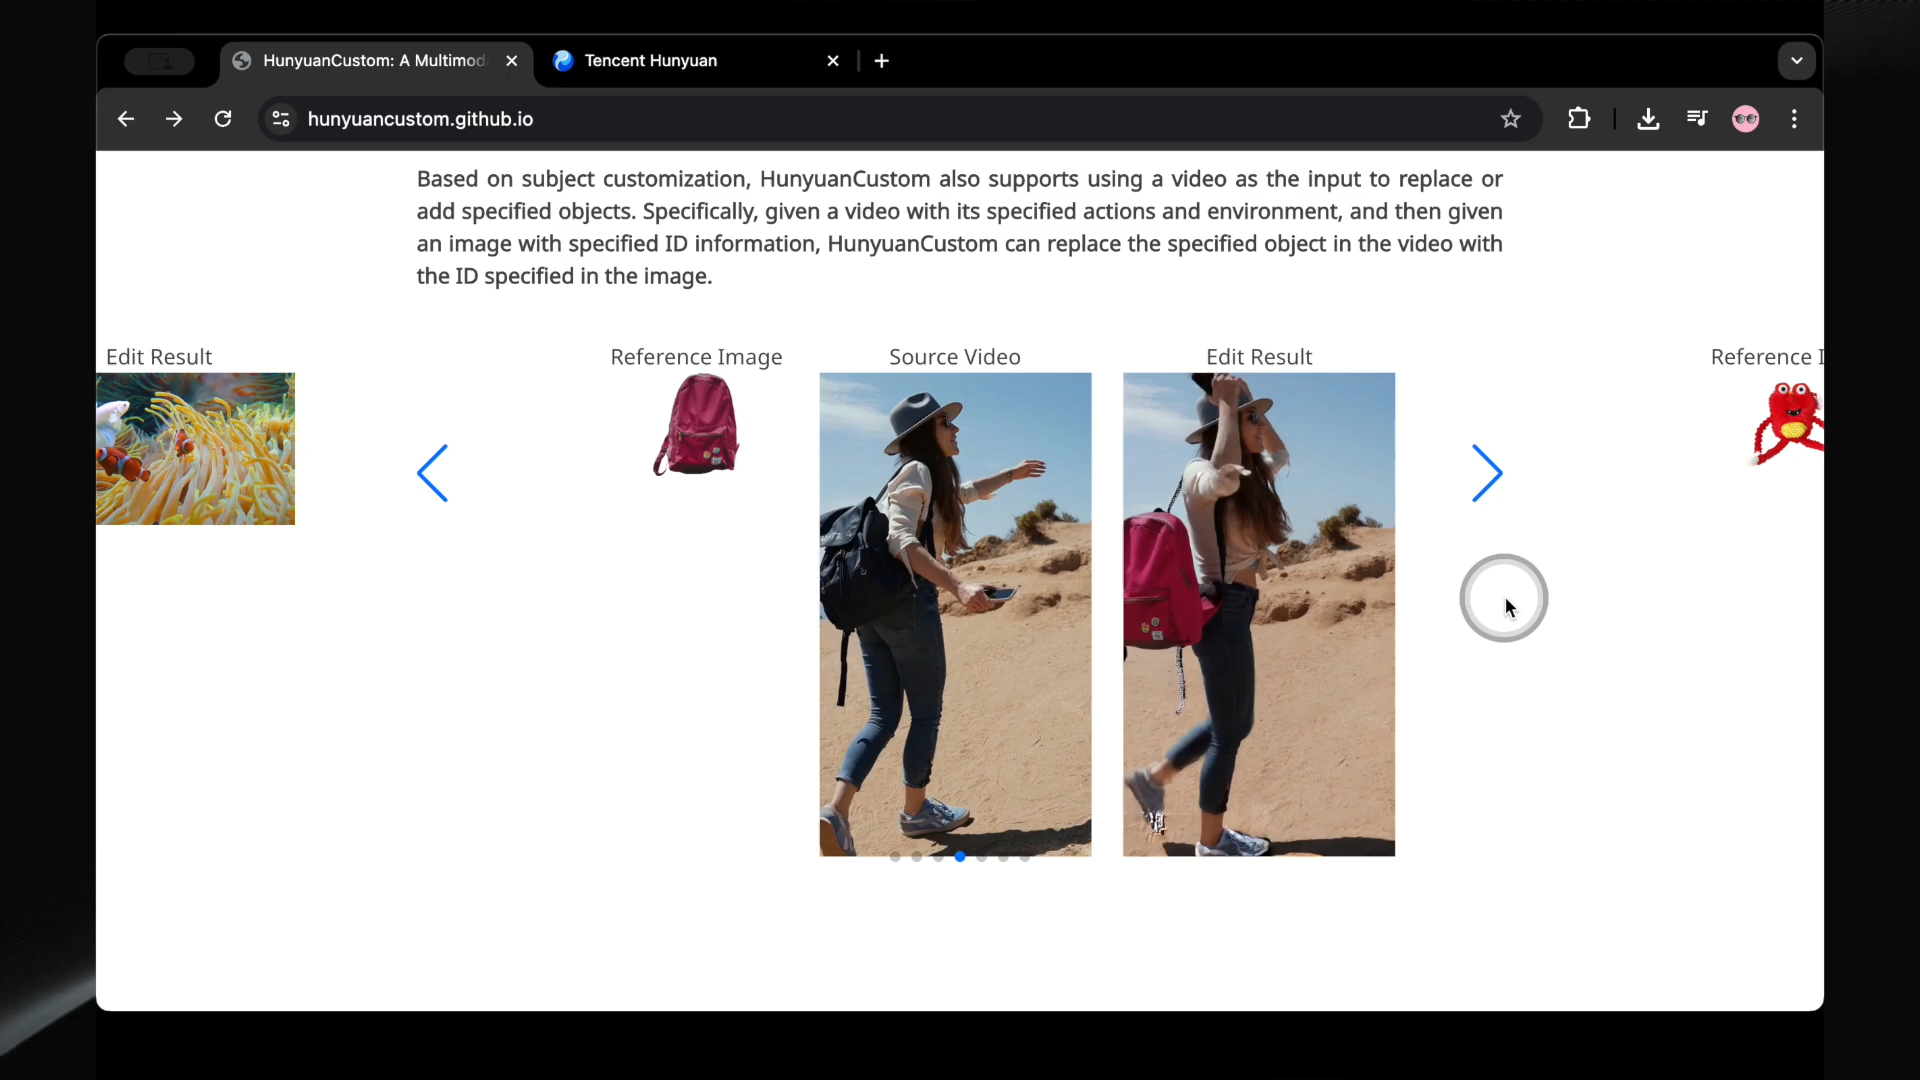 HunyuanCustom: A Multimod
Tencent Hunyuan
hunyuancustom.github.io
Based on subject customization, HunyuanCustom also supports using a video as the input to replace or
add specified objects. Specifically, given a video with its specified actions and environment, and then given
an image with specified ID information, HunyuanCustom can replace the specified object in the video with
the ID specified in the image.
Edit Result
Reference Image
Source Video
Edit Result
Reference I